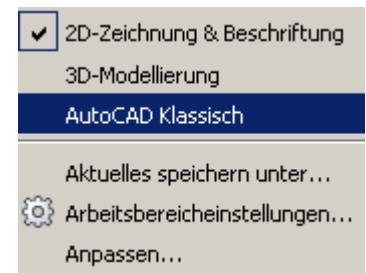 2D-Zeichnung & Beschriftung
3D-Modellierung
AutoCAD Klassisch
Aktuelles speichern unter...
Arbeitsbereicheinstellungen...
Anpassen...